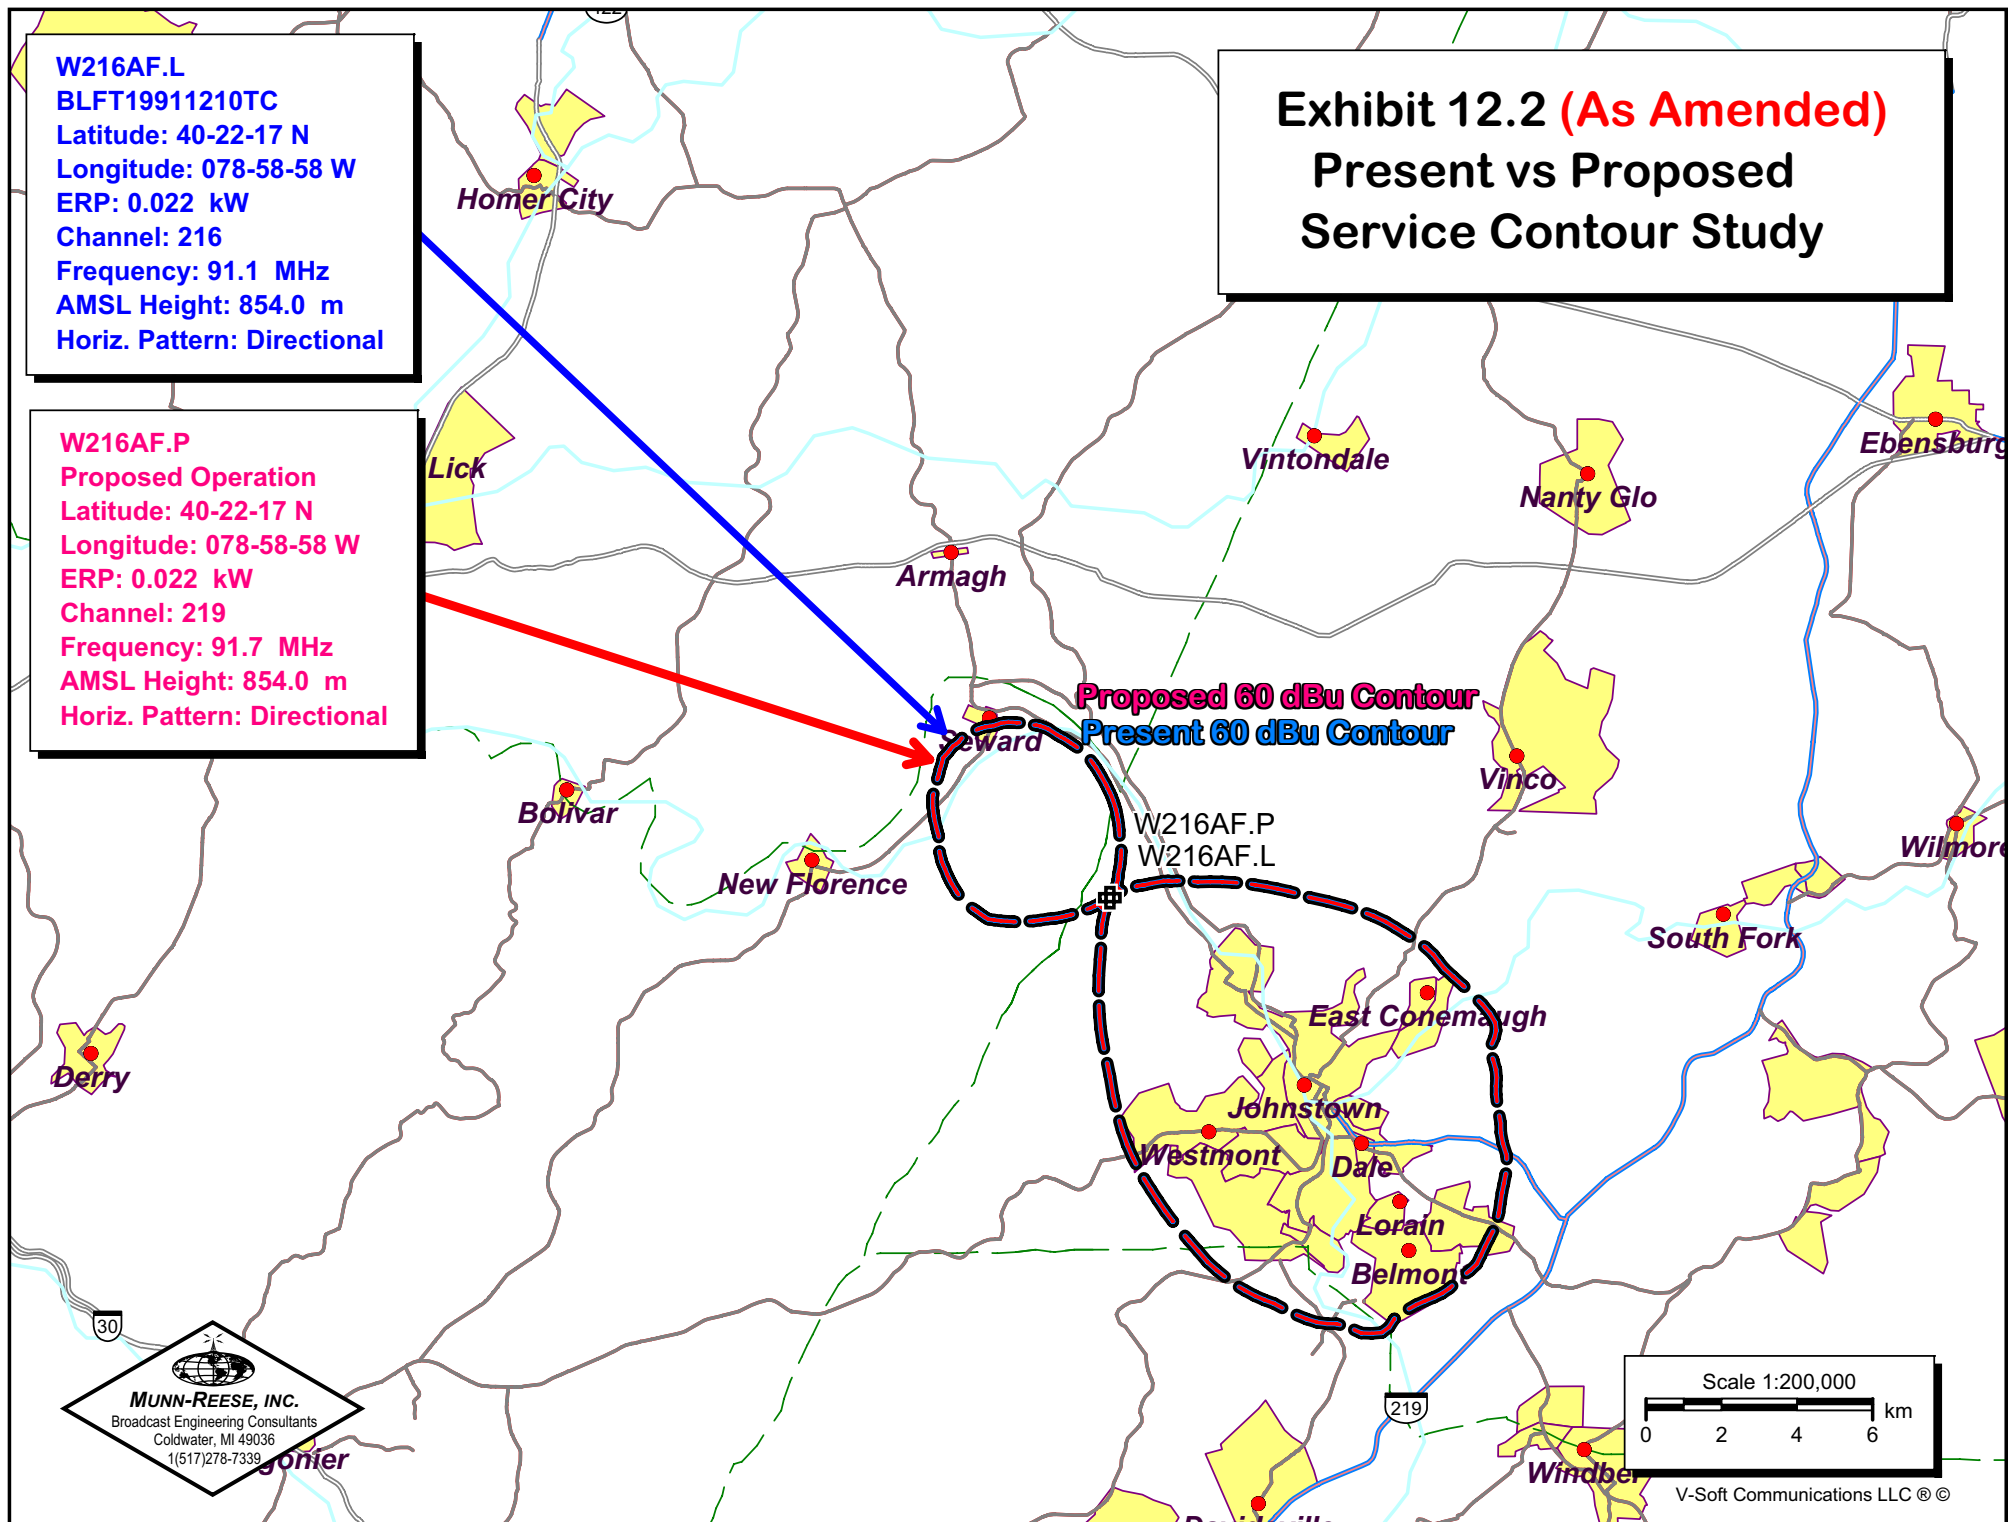 W216AF.L
BLFT19911210TC
Latitude: 40-22-17 N
Longitude: 078-58-58 W
ERP: 0.022 kW
Channel: 216
Frequency: 91.1 MHz
AMSL Height: 854.0 m
Horiz. Pattern: Directional
Exhibit 12.2 (As Amended)
Present vs Proposed
Service Contour Study
W216AF.P
Proposed Operation
Latitude: 40-22-17 N
Longitude: 078-58-58 W
ERP: 0.022 kW
Channel: 219
Frequency: 91.7 MHz
AMSL Height: 854.0 m
Horiz. Pattern: Directional
Homer City
Lick
Vintondale
Nanty Glo
Ebensburg
Armagh
Proposed 60 dBu Contour
Present 60 dBu Contour
Seward
Vinco
Bolivar
New Florence
W216AF.P
W216AF.L
Wilmore
South Fork
East Conemaugh
Derry
Johnstown
Westmont
Dale
Lorain
Belmont
30
MUNN-REESE, INC.
Broadcast Engineering Consultants
Coldwater, MI 49036
1(517)278-7339
gonier
219
Scale 1:200,000
km
0 2 4 6
Windber
V-Soft Communications LLC ® ©